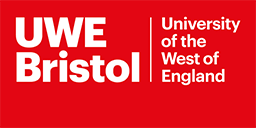 UWE
Bristol
University
of the
West of
England